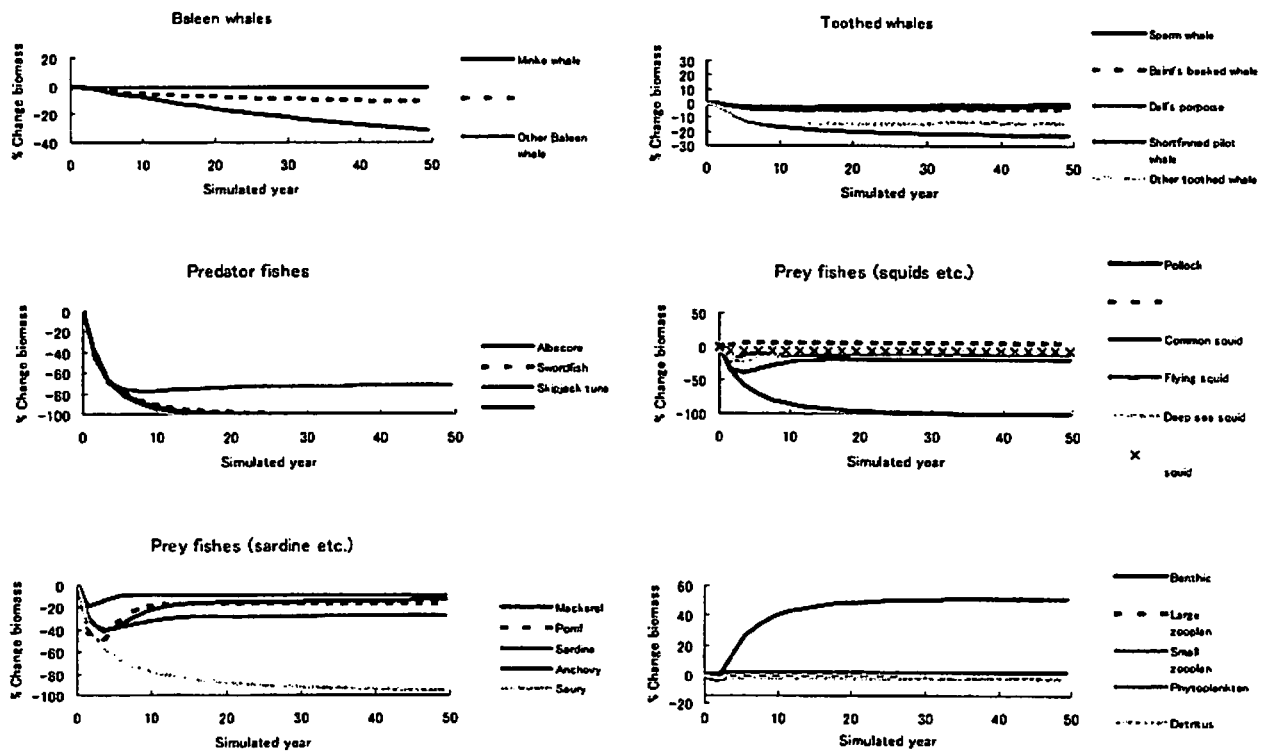 Baleen whales
% Change biomass
20
0
-20
-40
0
10
20
30
40
50
Simulated year
Minke whale
Other Baleen
whale
Toothed whales
% Change biomass
30
20
10
0
-10
-20
-30
0
10
20
30
40
50
Simulated year
Sperm whale
Baird's beaked whale
Dall's porpoise
Shortfinned pilot
whale
Other toothed whale
Predator fishes
% Change biomass
0
-20
-40
-60
-80
-100
0
10
20
30
40
50
Simulated year
Albacore
Swordfish
Skipjack tuna
Prey fishes (squids etc.)
% Change biomass
50
0
-50
-100
0
10
20
30
40
50
Simulated year
Pollock
Common squid
Flying squid
Deep sea squid
squid
Prey fishes (sardine etc.)
% Change biomass
0
-20
-40
-60
-80
-100
0
10
20
30
40
50
Simulated year
Mackerel
Pomf
Sardine
Anchovy
Saury
% Change biomass
60
40
20
0
-20
0
10
20
30
40
50
Simulated year
Benthic
Large
zooplan
Small
zooplan
Phytoplankton
Detritus